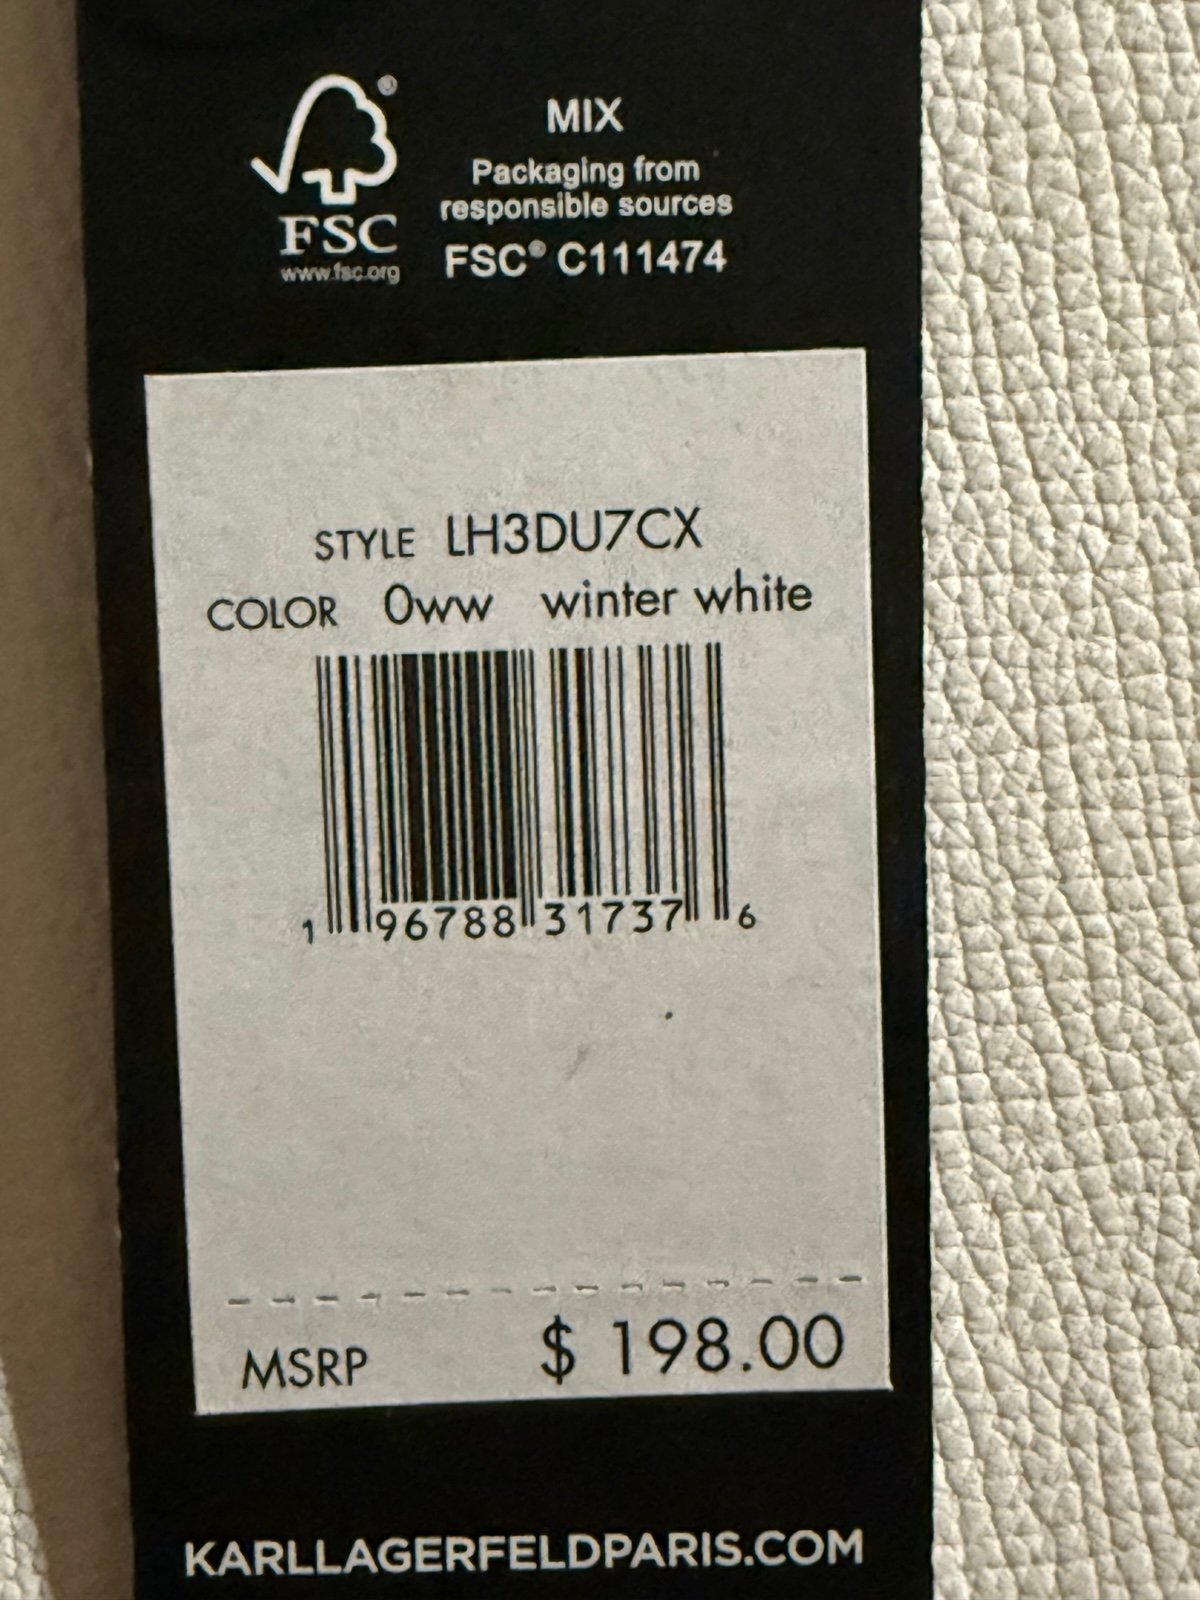 MIX
Packaging from
responsible sources
FSC® C111474
®
FSC
www.fsc.org
STYLE LH3DU7CX
COLOR 0ww winter white
1 96788 31737 6
MSRP $ 198.00
KARLLAGERFELDPARIS.COM